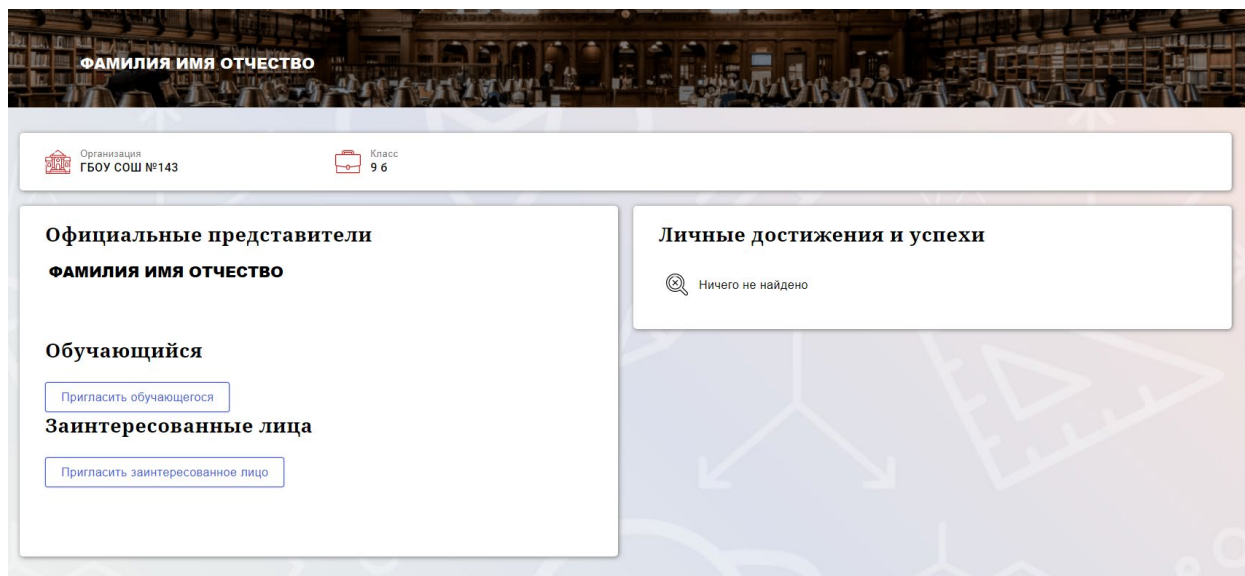 ФАМИЛИЯ ИМЯ ОТЧЕСТВО
Организация
ГБОУ СОШ №143
Класс
9 б
Официальные представители
ФАМИЛИЯ ИМЯ ОТЧЕСТВО
Обучающийся
Пригласить обучающегося
Заинтересованные лица
Пригласить заинтересованное лицо
Личные достижения и успехи
Ничего не найдено